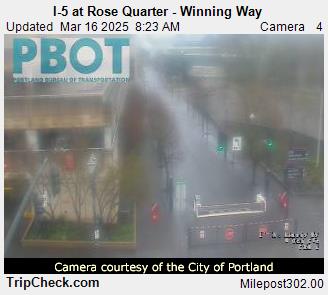 I-5 at Rose Quarter - Winning Way
Updated Mar 16 2025 8:23 AM Camera 4
PBOT
PORTLAND BUREAU OF TRANSPORTATION
Camera courtesy of the City of Portland
TripCheck.com Milepost302.00